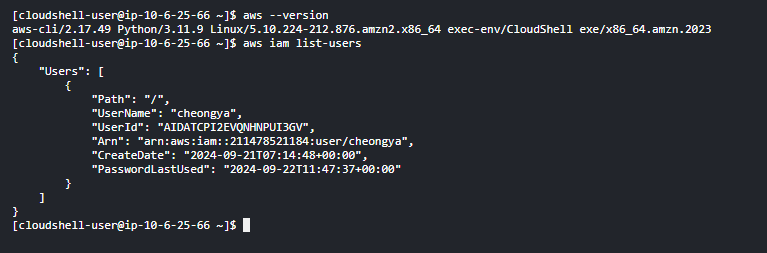 [cloudshell-user@ip-10-6-25-66 ~]$ aws --version
aws-cli/2.17.49 Python/3.11.9 Linux/5.10.224-212.876.amzn2.x86_64 exec-env/CloudShell exe/x86_64.amzn.2023
[cloudshell-user@ip-10-6-25-66 ~]$ aws iam list-users
{
    "Users": [
        {
            "Path": "/",
            "UserName": "cheongya",
            "UserId": "AIDATCPI2EVQNHNPUI3GV",
            "Arn": "arn:aws:iam::211478521184:user/cheongya",
            "CreateDate": "2024-09-21T07:14:48+00:00",
            "PasswordLastUsed": "2024-09-22T11:47:37+00:00"
        }
    ]
}
[cloudshell-user@ip-10-6-25-66 ~]$